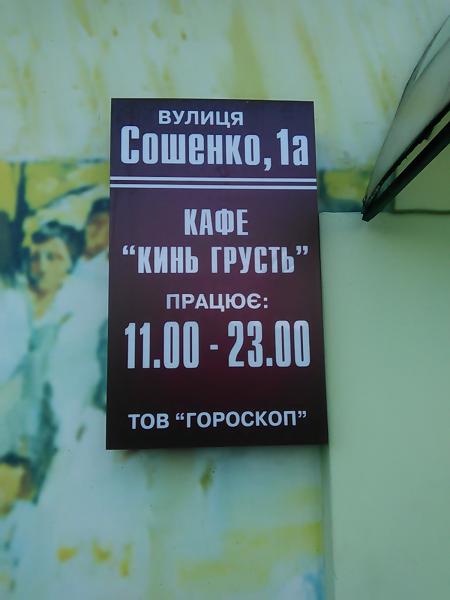 ВУЛИЦЯ
Сошенко, 1а
КАФЕ
"КИНЬ ГРУСТЬ"
ПРАЦЮЄ:
11.00 - 23.00
ТОВ "ГОРОСКОП"